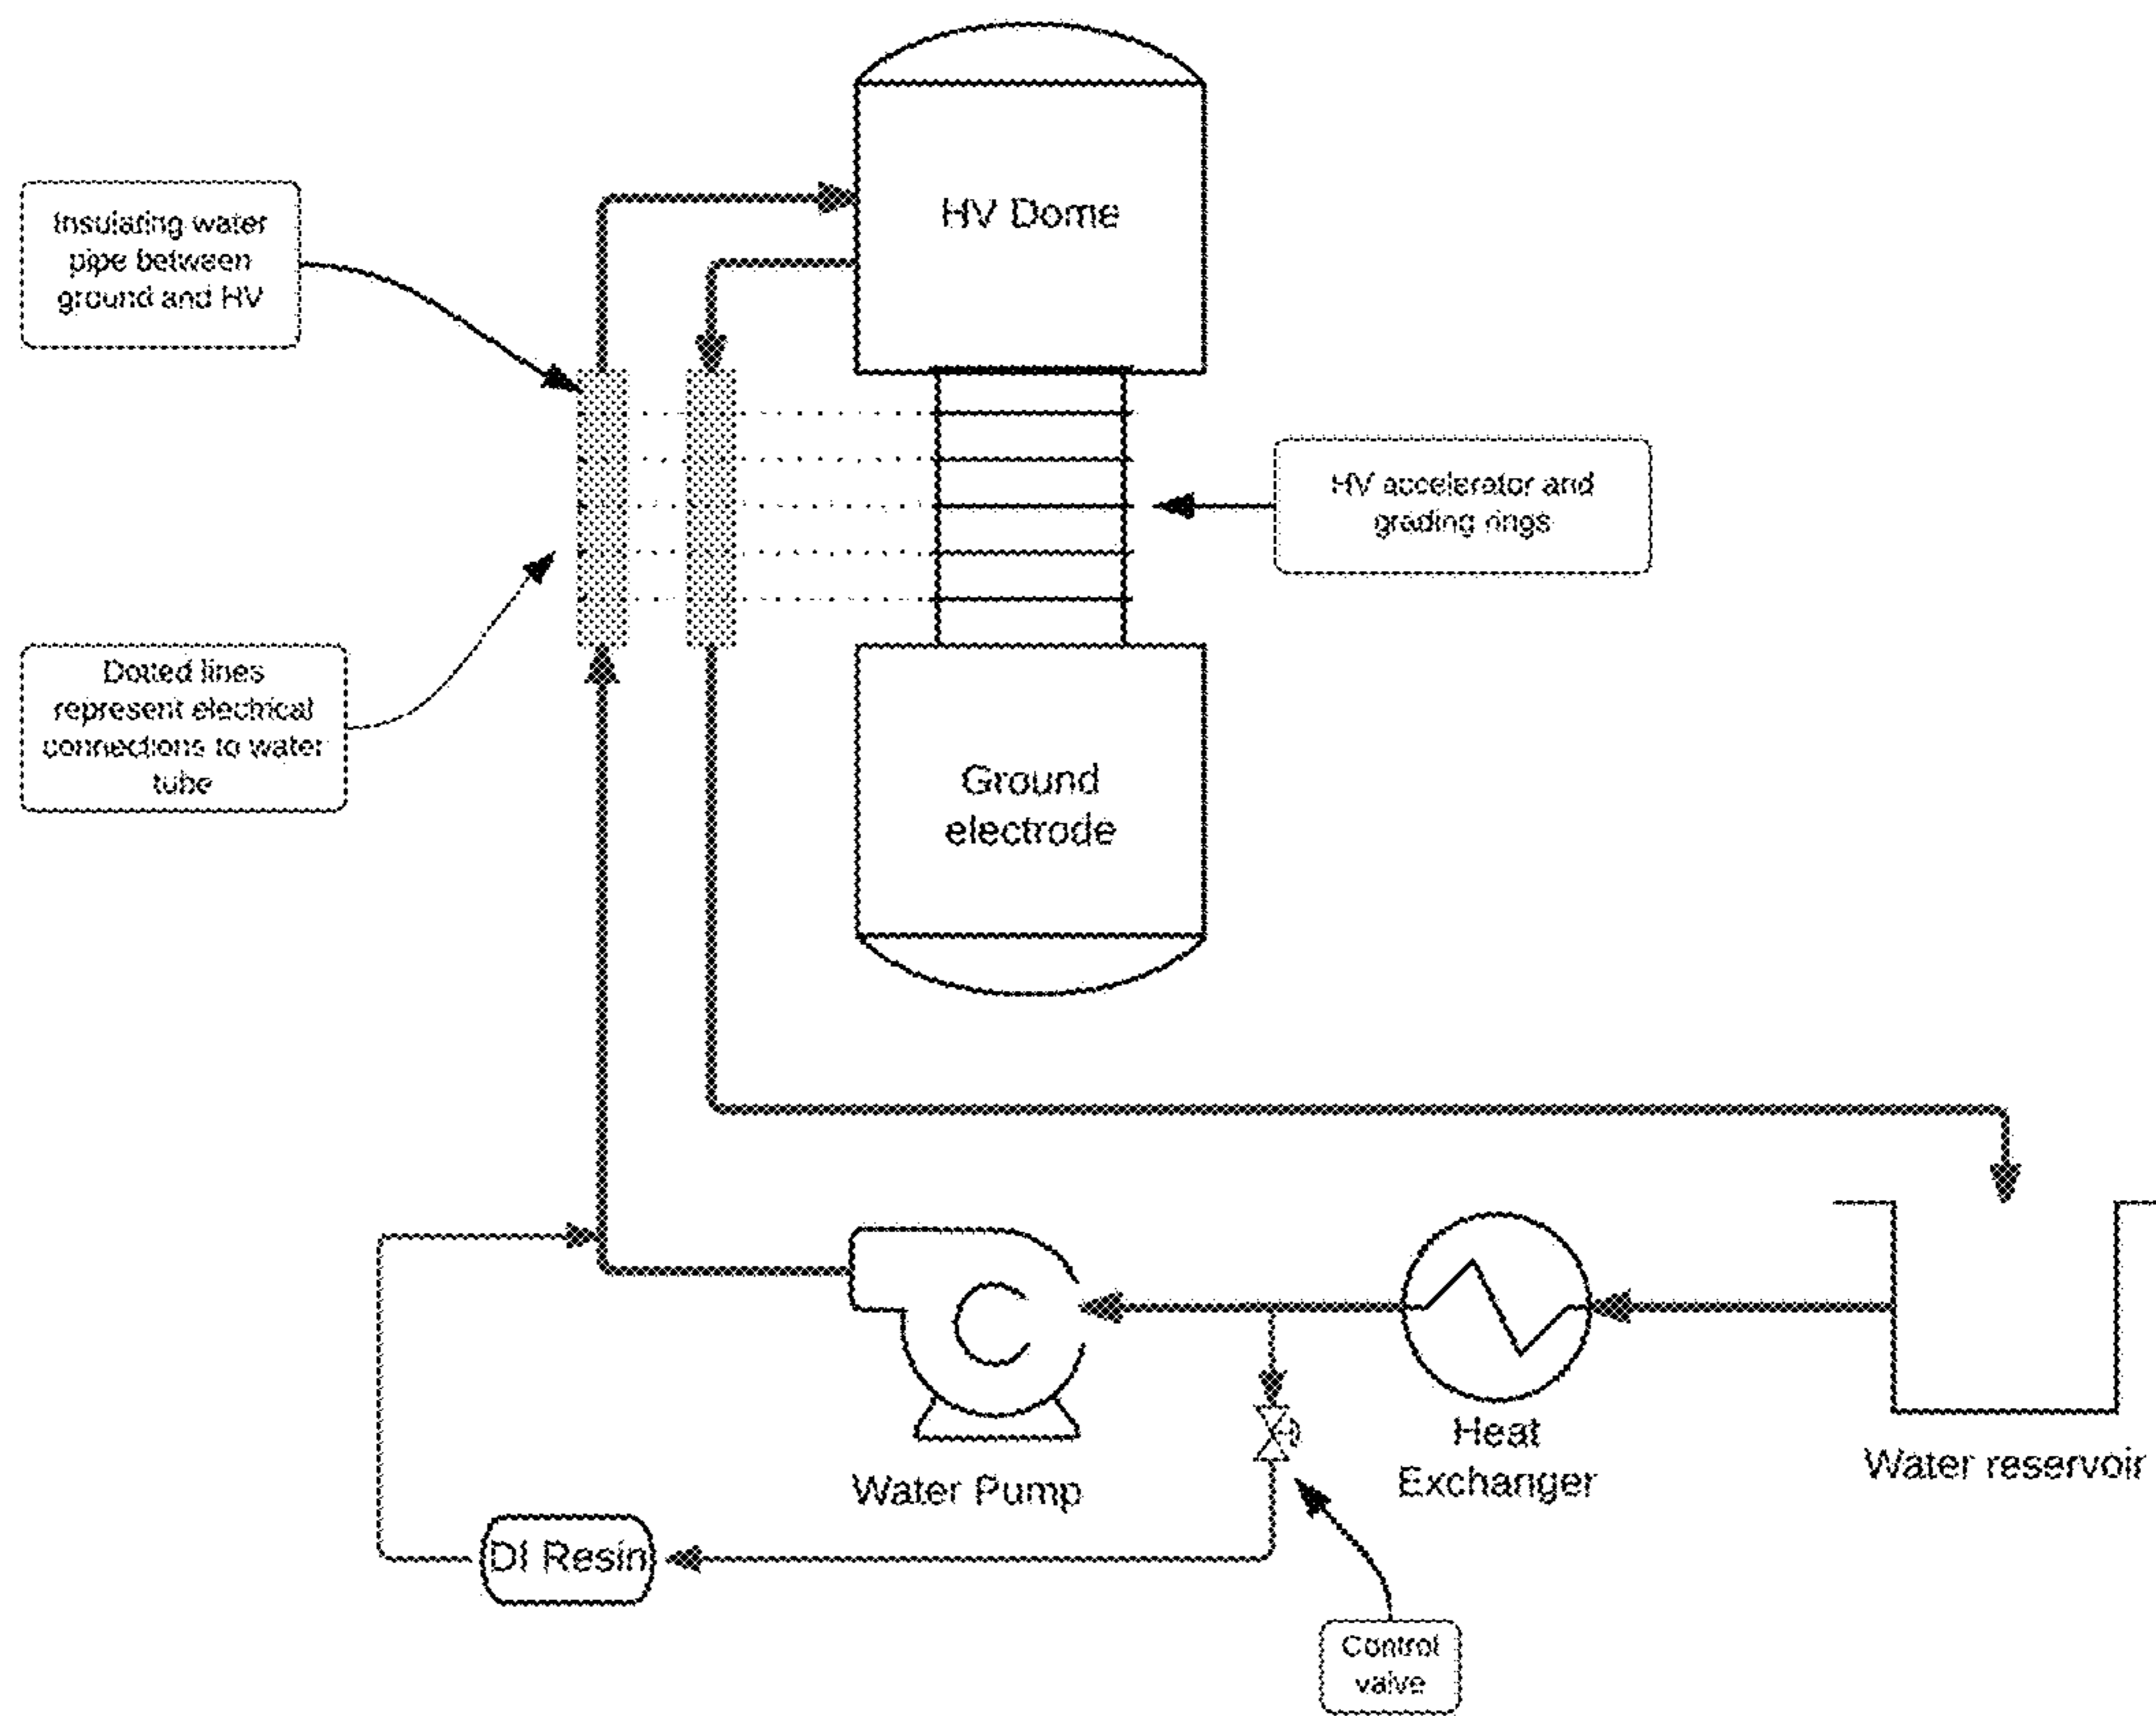 HV Dome
Insulating water
pipe between
ground and HV
HV accelerator and
grading rings
Dotted lines
represent electrical
connections to water
tube
Ground
electrode
Heat
Exchanger
Water reservoir
Water Pump
DI Resin
Control
valve